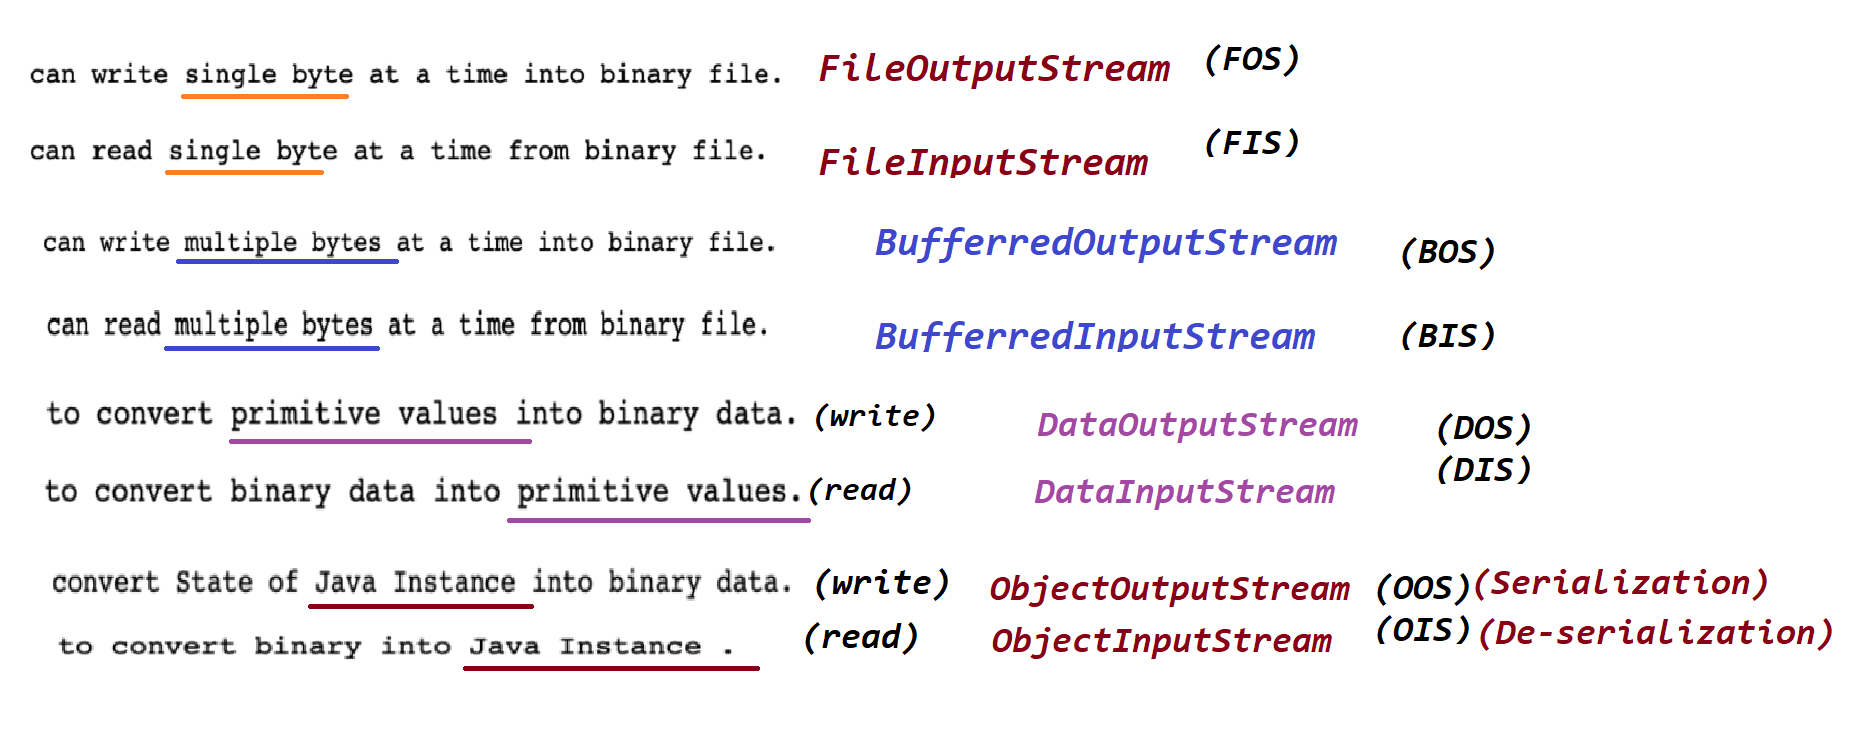 can write single byte at a time into binary file. FileOutputStream (FOS)
can read single byte at a time from binary file. FileInputStream (FIS)
can write multiple bytes at a time into binary file. BufferredOutputStream (BOS)
can read multiple bytes at a time from binary file. BufferredInputStream (BIS)
to convert primitive values into binary data. (write) DataOutputStream (DOS)
to convert binary data into primitive values. (read) DataInputStream (DIS)
convert State of Java Instance into binary data. (write) ObjectOutputStream (OOS) (Serialization)
to convert binary into Java Instance . (read) ObjectInputStream (OIS) (De-serialization)